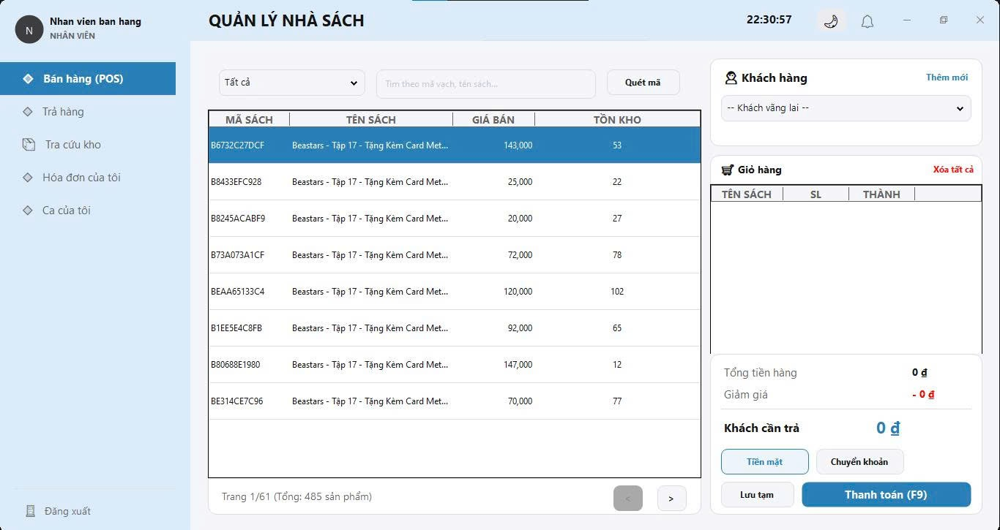 N
Nhan vien ban hang
NHÂN VIÊN
Bán hàng (POS)
Trả hàng
Tra cứu kho
Hóa đơn của tôi
Ca của tôi
Đăng xuất
QUẢN LÝ NHÀ SÁCH
22:30:57
Tất cả
Tìm theo mã vạch, tên sách...
Quét mã
MÃ SÁCH TÊN SÁCH GIÁ BÁN TỒN KHO
B6732C27DCF Beastars - Tập 17 - Tặng Kèm Card Met... 143,000 53
B8433EFC928 Beastars - Tập 17 - Tặng Kèm Card Met... 25,000 22
B8245ACABF9 Beastars - Tập 17 - Tặng Kèm Card Met... 20,000 27
B73A073A1CF Beastars - Tập 17 - Tặng Kèm Card Met... 72,000 78
BEAA65133C4 Beastars - Tập 17 - Tặng Kèm Card Met... 120,000 102
B1EE5E4C8FB Beastars - Tập 17 - Tặng Kèm Card Met... 92,000 65
B80688E1980 Beastars - Tập 17 - Tặng Kèm Card Met... 147,000 12
BE314CE7C96 Beastars - Tập 17 - Tặng Kèm Card Met... 70,000 77
Trang 1/61 (Tổng: 485 sản phẩm)
< >
Khách hàng Thêm mới
-- Khách vãng lai --
Giỏ hàng Xóa tất cả
TÊN SÁCH SL THÀNH
Tổng tiền hàng 0 ₫
Giảm giá - 0 ₫
Khách cần trả 0 ₫
Tiền mặt Chuyển khoản
Lưu tạm Thanh toán (F9)